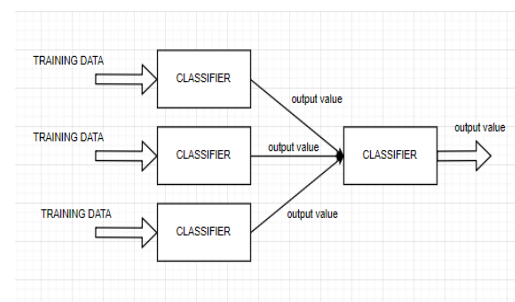 TRAINING DATA
CLASSIFIER
output value
TRAINING DATA
CLASSIFIER
output value
CLASSIFIER
output value
TRAINING DATA
CLASSIFIER
output value